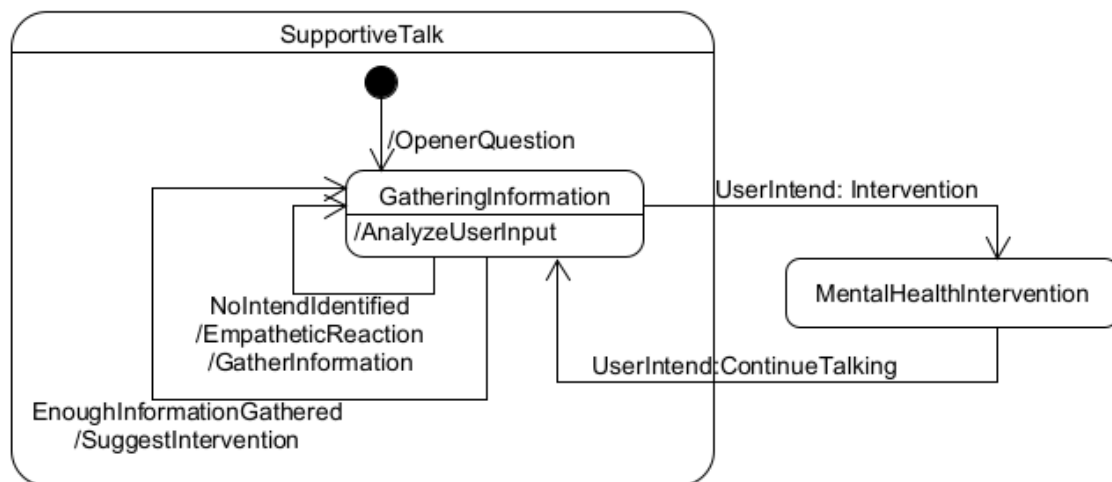 SupportiveTalk
/OpenerQuestion
GatheringInformation
/AnalyzeUserInput
UserIntend: Intervention
MentalHealthIntervention
NoIntendIdentified
/EmpatheticReaction
/GatherInformation
UserIntend:ContinueTalking
EnoughInformationGathered
/SuggestIntervention